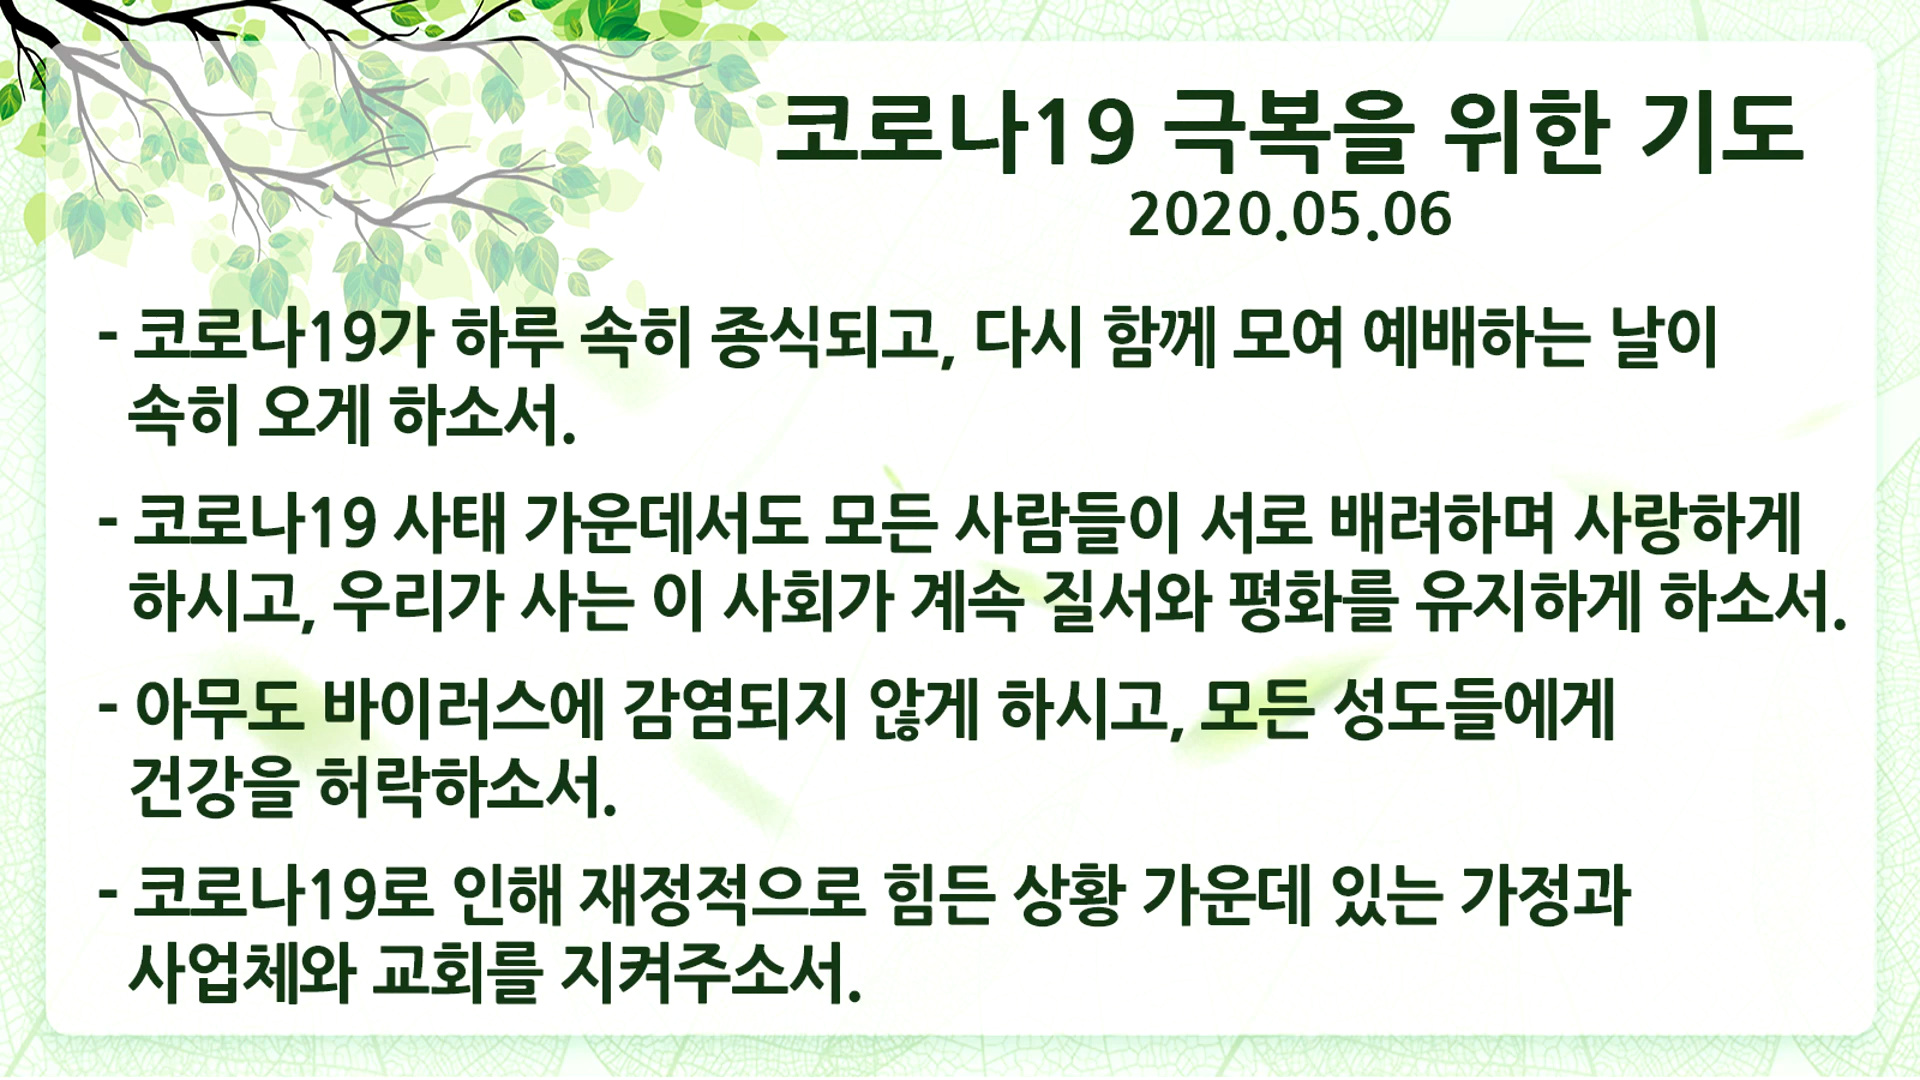 코로나19 극복을 위한 기도
2020.05.06
- 코로나19가 하루 속히 종식되고, 다시 함께 모여 예배하는 날이
속히 오게 하소서.
- 코로나19 사태 가운데서도 모든 사람들이 서로 배려하며 사랑하게
하시고, 우리가 사는 이 사회가 계속 질서와 평화를 유지하게 하소서.
- 아무도 바이러스에 감염되지 않게 하시고, 모든 성도들에게
건강을 허락하소서.
- 코로나19로 인해 재정적으로 힘든 상황 가운데 있는 가정과
사업체와 교회를 지켜주소서.